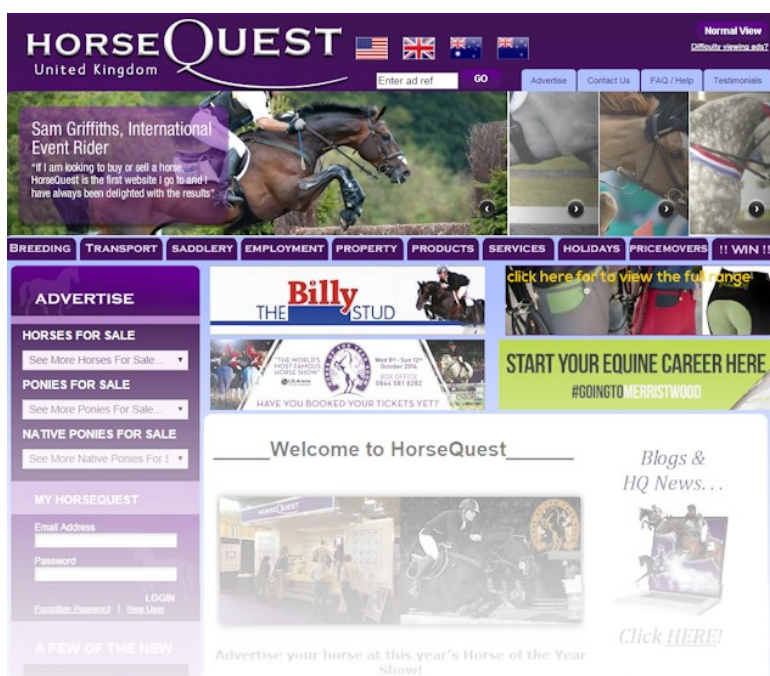 HORSEQUEST
United Kingdom
Normal View
Difficulty viewing ads?
Enter ad ref
GO
Advertise
Contact Us
FAQ / Help
Testimonials
Sam Griffiths, International
Event Rider
"If I am looking to buy or sell a horse,
HorseQuest is the first website I go to and I
have always been delighted with the results"
BREEDING
TRANSPORT
SADDLERY
EMPLOYMENT
PROPERTY
PRODUCTS
SERVICES
HOLIDAYS
PRICEMOVERS
!! WIN !!
ADVERTISE
HORSES FOR SALE
See More Horses For Sale...
PONIES FOR SALE
See More Ponies For Sale...
NATIVE PONIES FOR SALE
See More Native Ponies For S
MY HORSEQUEST
Email Address
Password
LOGIN
Forgotten Password | New User
A FEW OF THE NEW
THE Billy STUD
click here for to view the full range
"THE WORLD'S
MOST FAMOUS
HORSE SHOW"
Wed 8th - Sun 12th
October 2014
BOX OFFICE
0844 581 8282
HAVE YOU BOOKED YOUR TICKETS YET?
START YOUR EQUINE CAREER HERE
#GOINGTOMERRISTWOOD
_____Welcome to HorseQuest______
HORSEQUEST
Advertise your horse at this year's Horse of the Year
Show!
Blogs &
HQ News...
Click HERE!